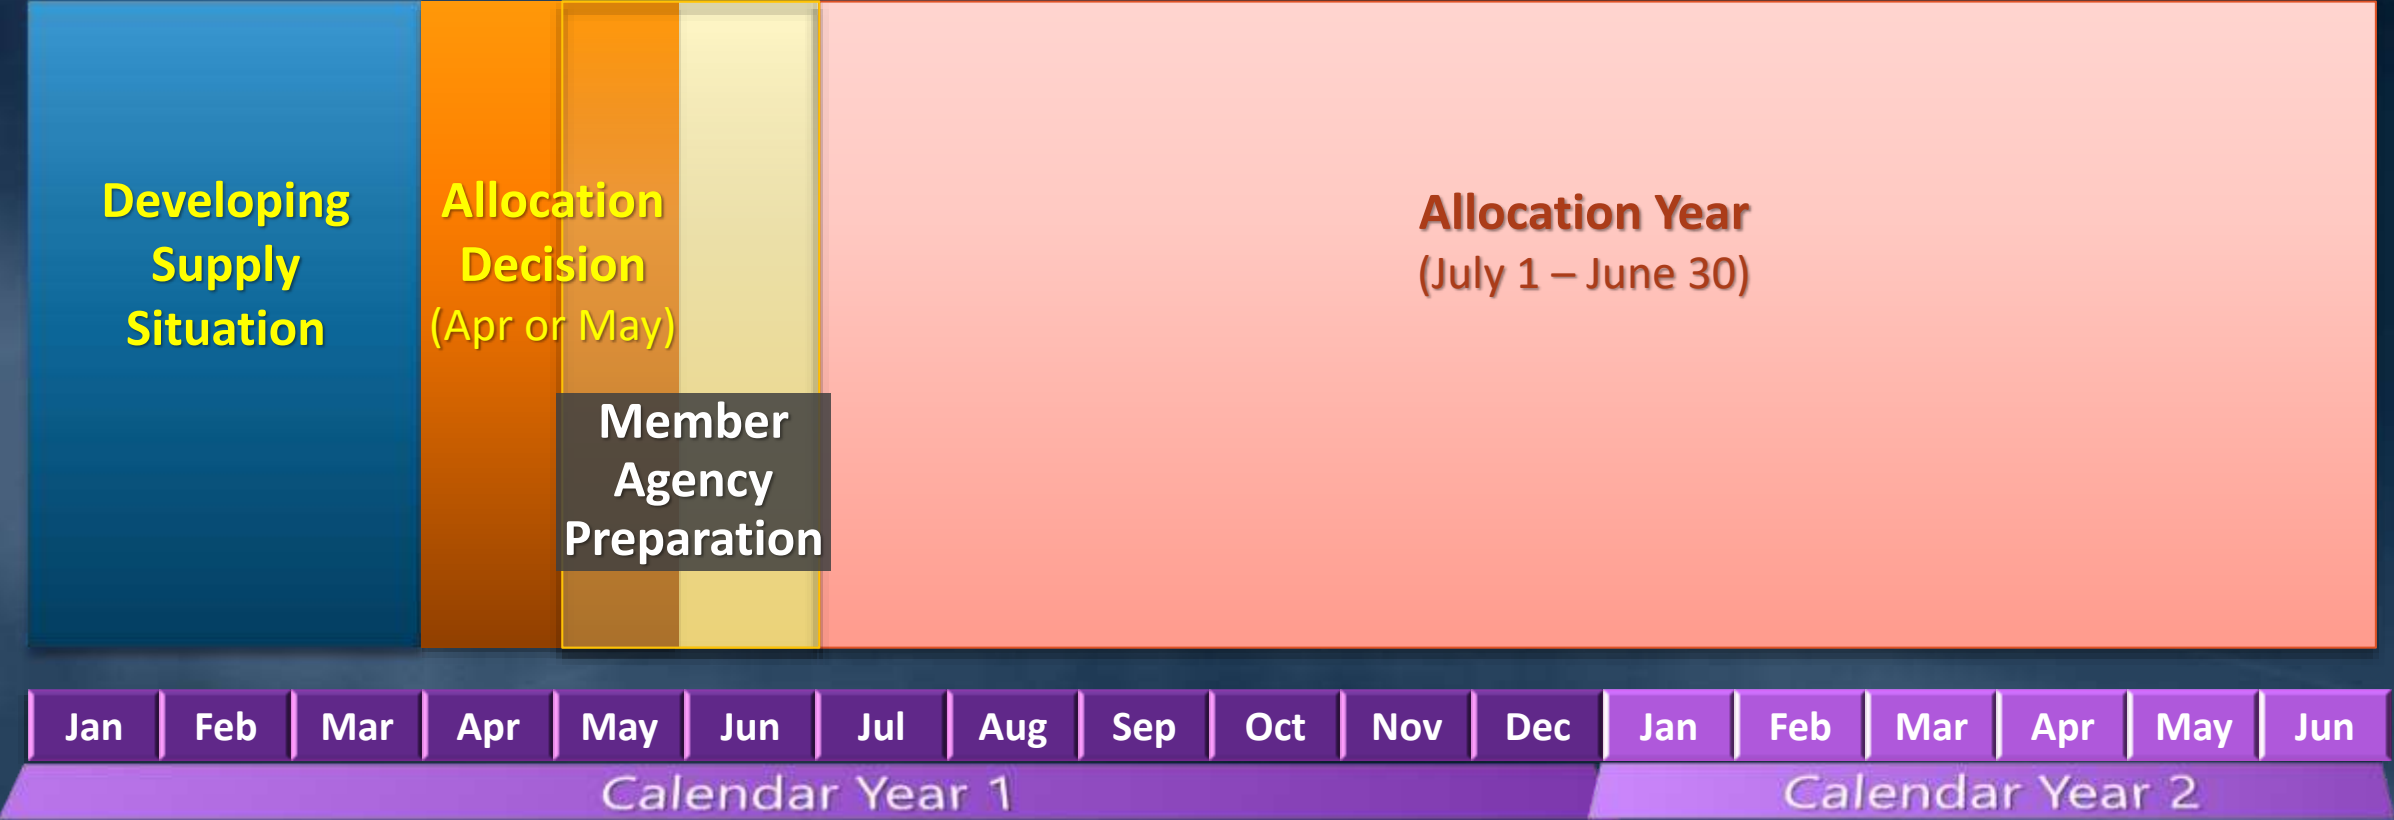 Developing
Supply
Situation
Allocation
Decision
(Apr or May)
Member
Agency
Preparation
Allocation Year
(July 1 – June 30)
Jan Feb Mar Apr May Jun Jul Aug Sep Oct Nov Dec Jan Feb Mar Apr May Jun
Calendar Year 1 Calendar Year 2